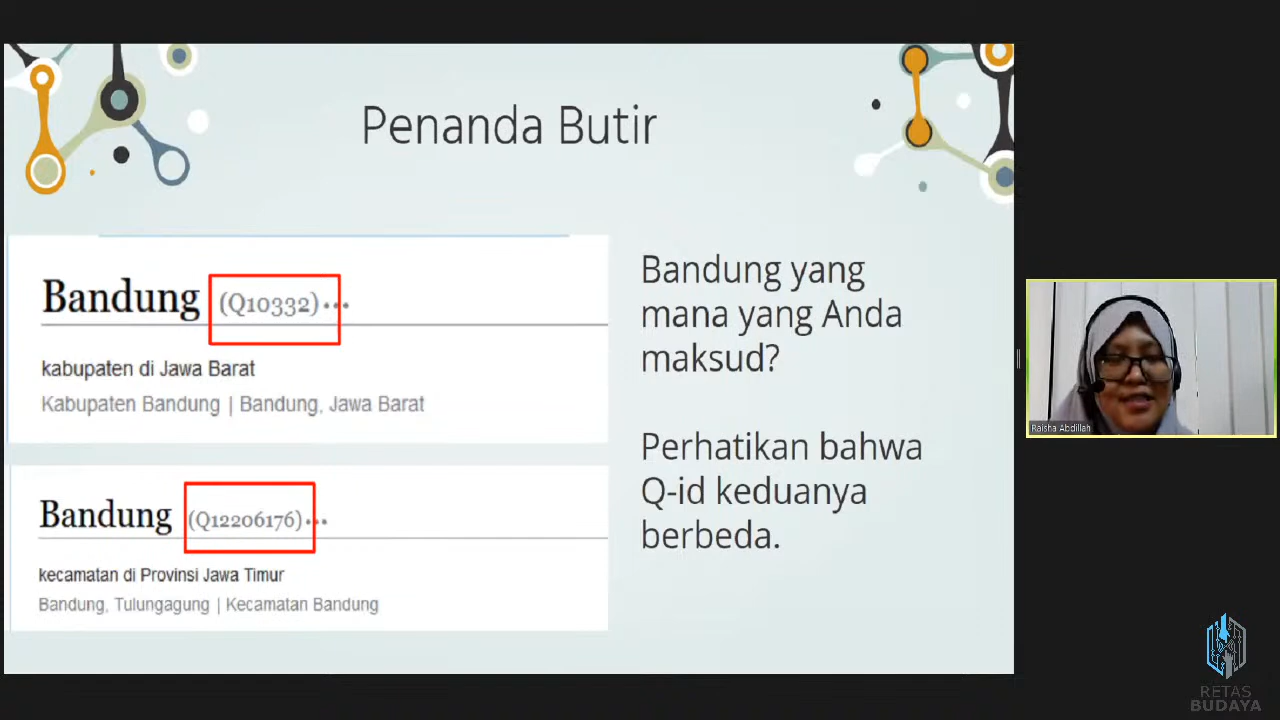 Penanda Butir
Bandung (Q10332)•••
kabupaten di Jawa Barat
Kabupaten Bandung | Bandung, Jawa Barat
Bandung (Q12206176)•••
kecamatan di Provinsi Jawa Timur
Bandung, Tulungagung | Kecamatan Bandung
Bandung yang
mana yang Anda
maksud?
Perhatikan bahwa
Q-id keduanya
berbeda.
Raisha Abdillah
RETAS
BUDAYA